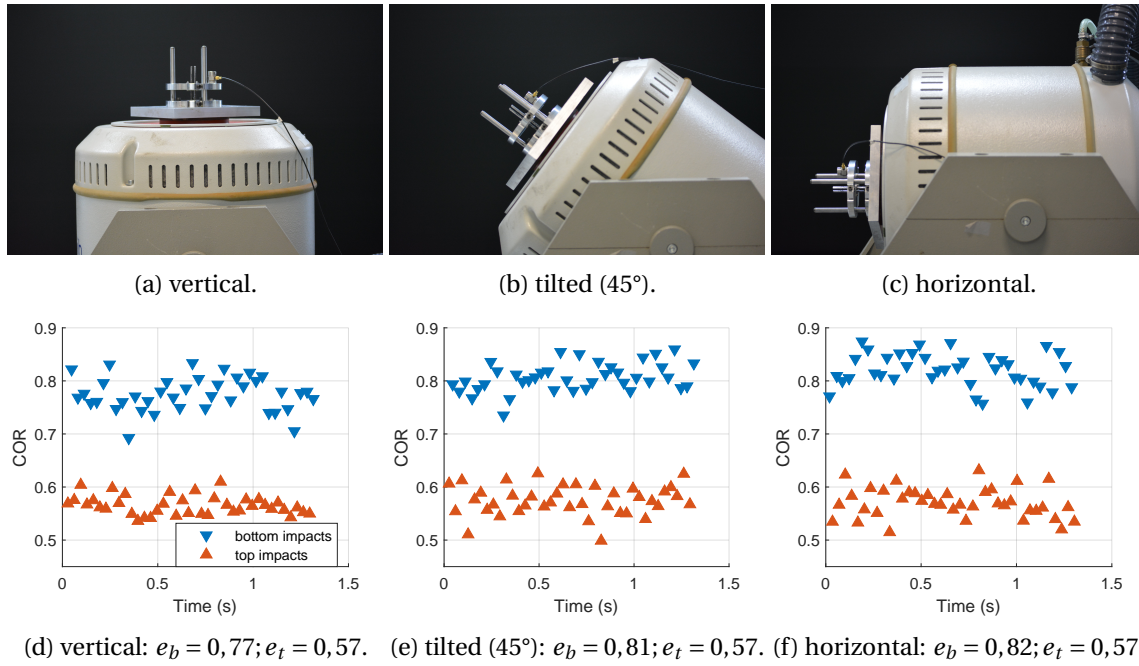 (a) vertical.
(b) tilted (45°).
(c) horizontal.
0.9
0.8
0.7
0.6
0.5
COR
0
0.5
1
1.5
Time (s)
bottom impacts
top impacts
0.9
0.8
0.7
0.6
0.5
COR
0
0.5
1
1.5
Time (s)
0.9
0.8
0.7
0.6
0.5
COR
0
0.5
1
1.5
Time (s)
(d) vertical: e_b = 0,77; e_t = 0,57.
(e) tilted (45°): e_b = 0,81; e_t = 0,57.
(f) horizontal: e_b = 0,82; e_t = 0,57